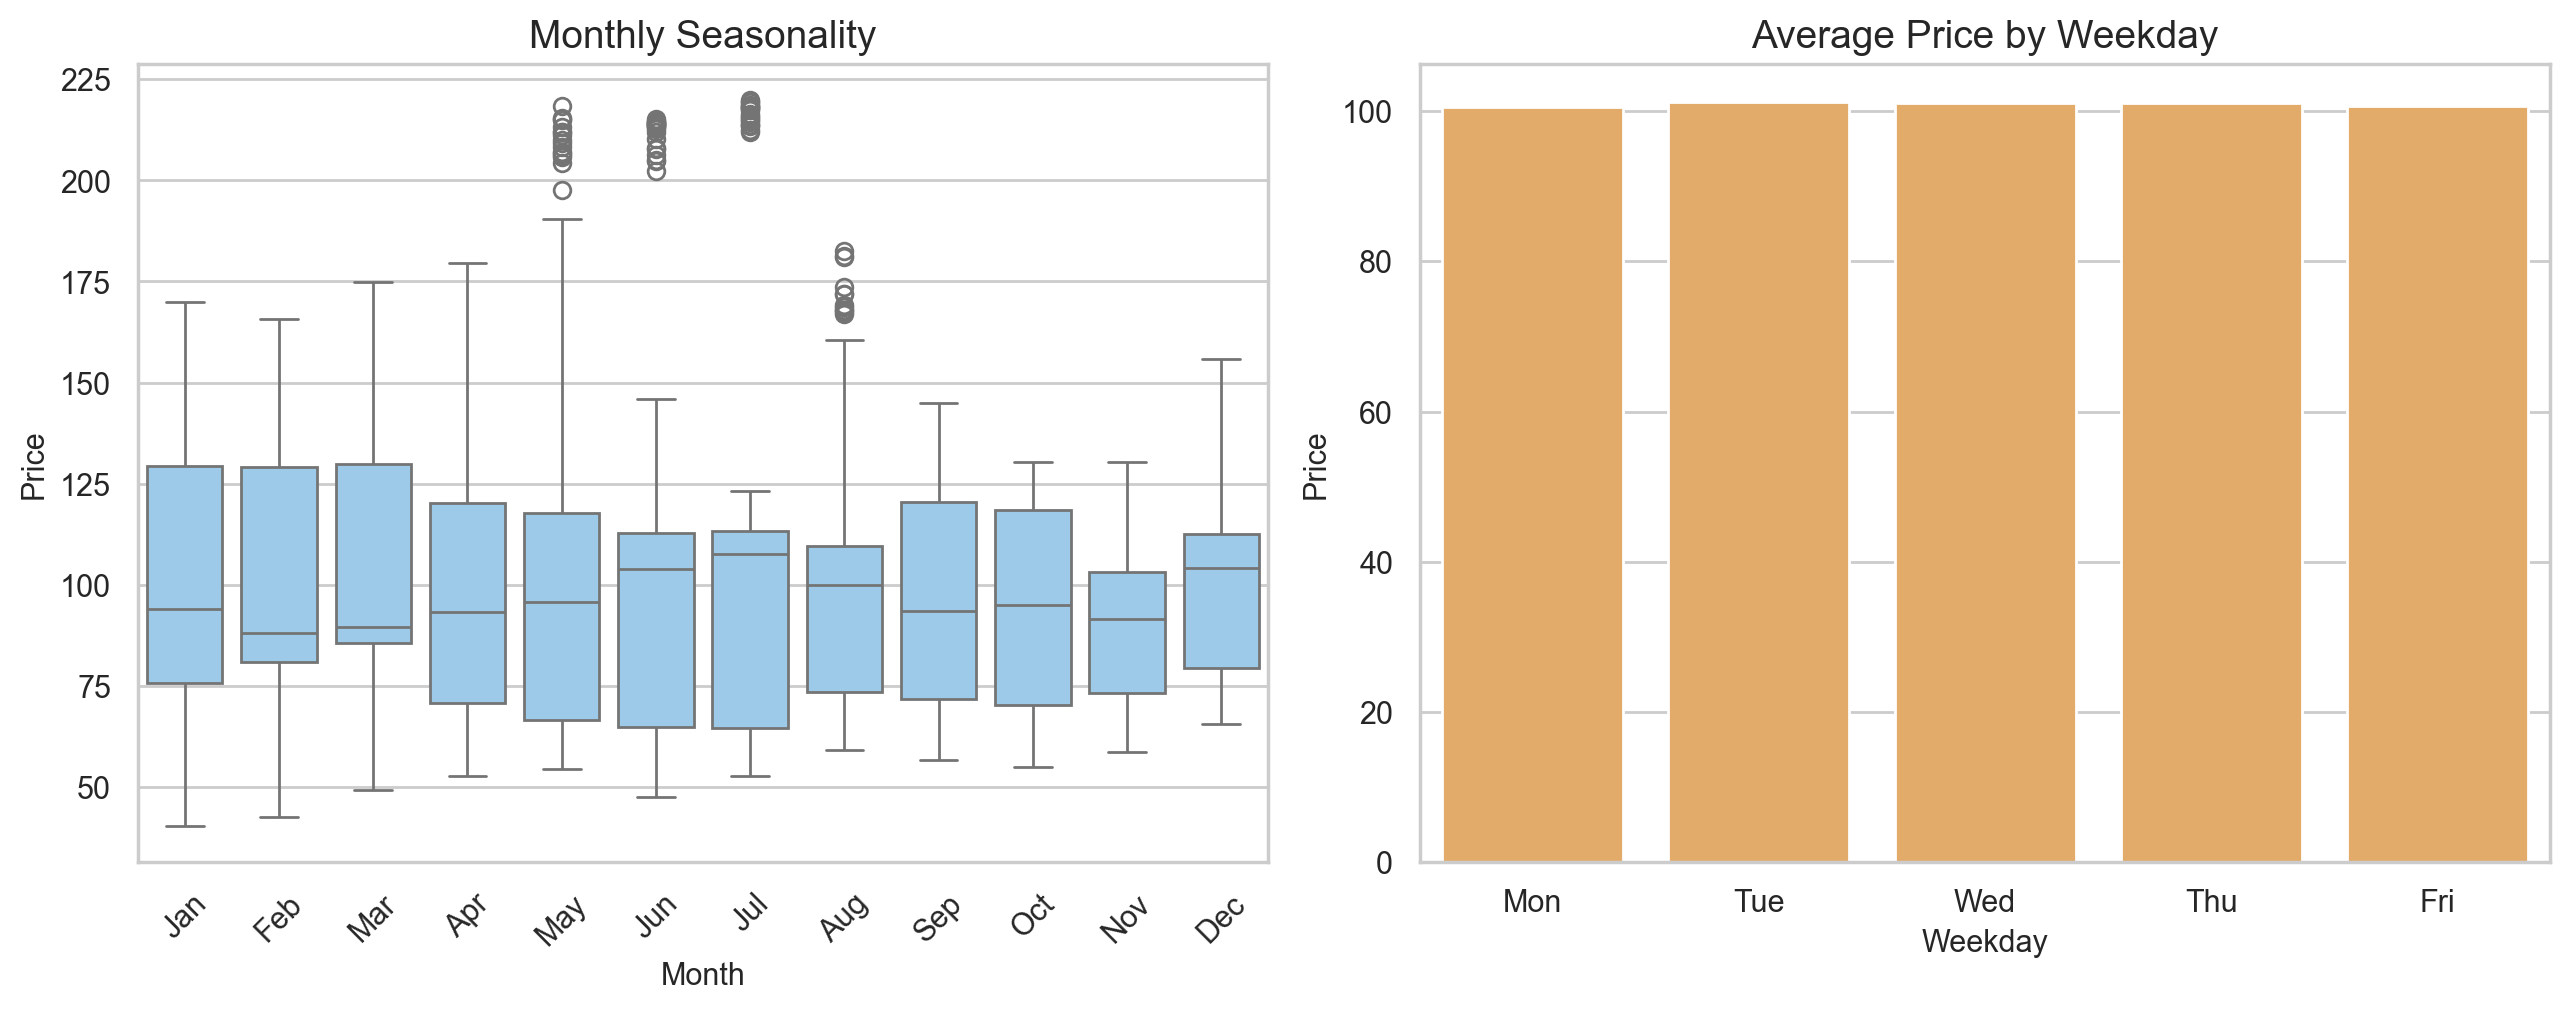 Monthly Seasonality
225
200
175
150
125
100
75
50
Price
Jan
Feb
Mar
Apr
May
Jun
Jul
Aug
Sep
Oct
Nov
Dec
Month
Average Price by Weekday
100
80
60
40
20
0
Price
Mon
Tue
Wed
Thu
Fri
Weekday